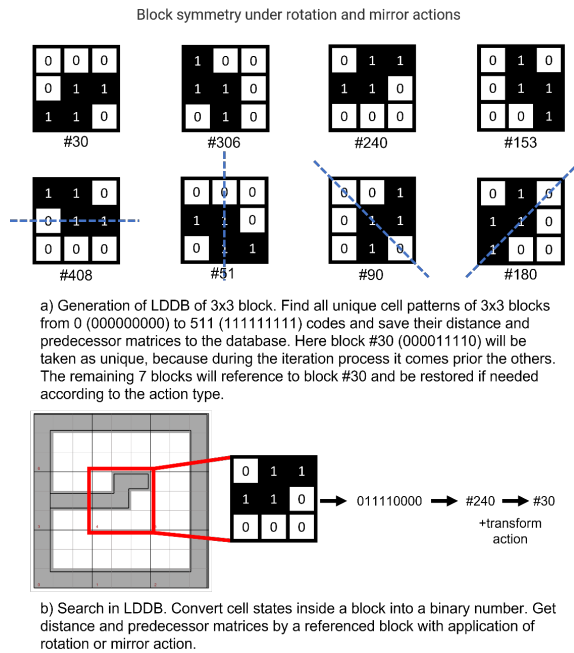 Block symmetry under rotation and mirror actions
0 0 0 1 0 0 0 1 1 0 1 0
0 1 1 1 1 0 1 1 0 0 1 1
1 1 0 0 1 0 0 0 0 0 0 1
#30 #306 #240 #153
1 1 0 0 0 0 0 0 1 0 1 0
0 1 1 1 1 0 0 1 1 1 1 0
0 0 0 0 1 1 0 1 0 1 0 0
#408 #51 #90 #180
a) Generation of LDDB of 3x3 block. Find all unique cell patterns of 3x3 blocks
from 0 (000000000) to 511 (111111111) codes and save their distance and
predecessor matrices to the database. Here block #30 (000011110) will be
taken as unique, because during the iteration process it comes prior the others.
The remaining 7 blocks will reference to block #30 and be restored if needed
according to the action type.
0 1 1
1 1 0 011110000 #240 #30
0 0 0
+transform
action
b) Search in LDDB. Convert cell states inside a block into a binary number. Get
distance and predecessor matrices by a referenced block with application of
rotation or mirror action.